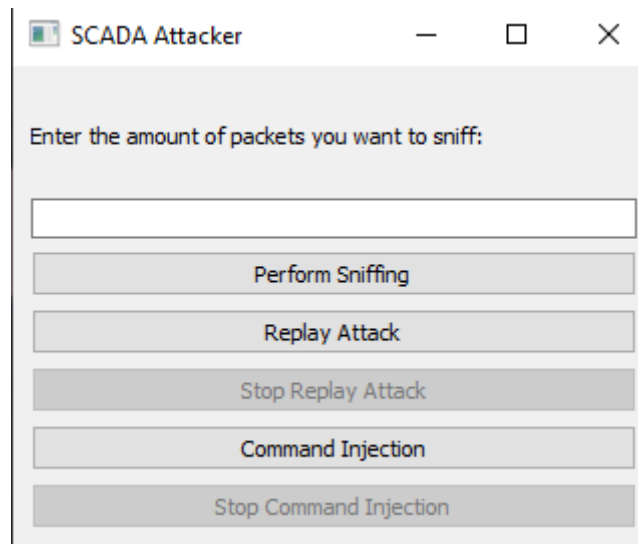 SCADA Attacker
Enter the amount of packets you want to sniff:
Perform Sniffing
Replay Attack
Stop Replay Attack
Command Injection
Stop Command Injection